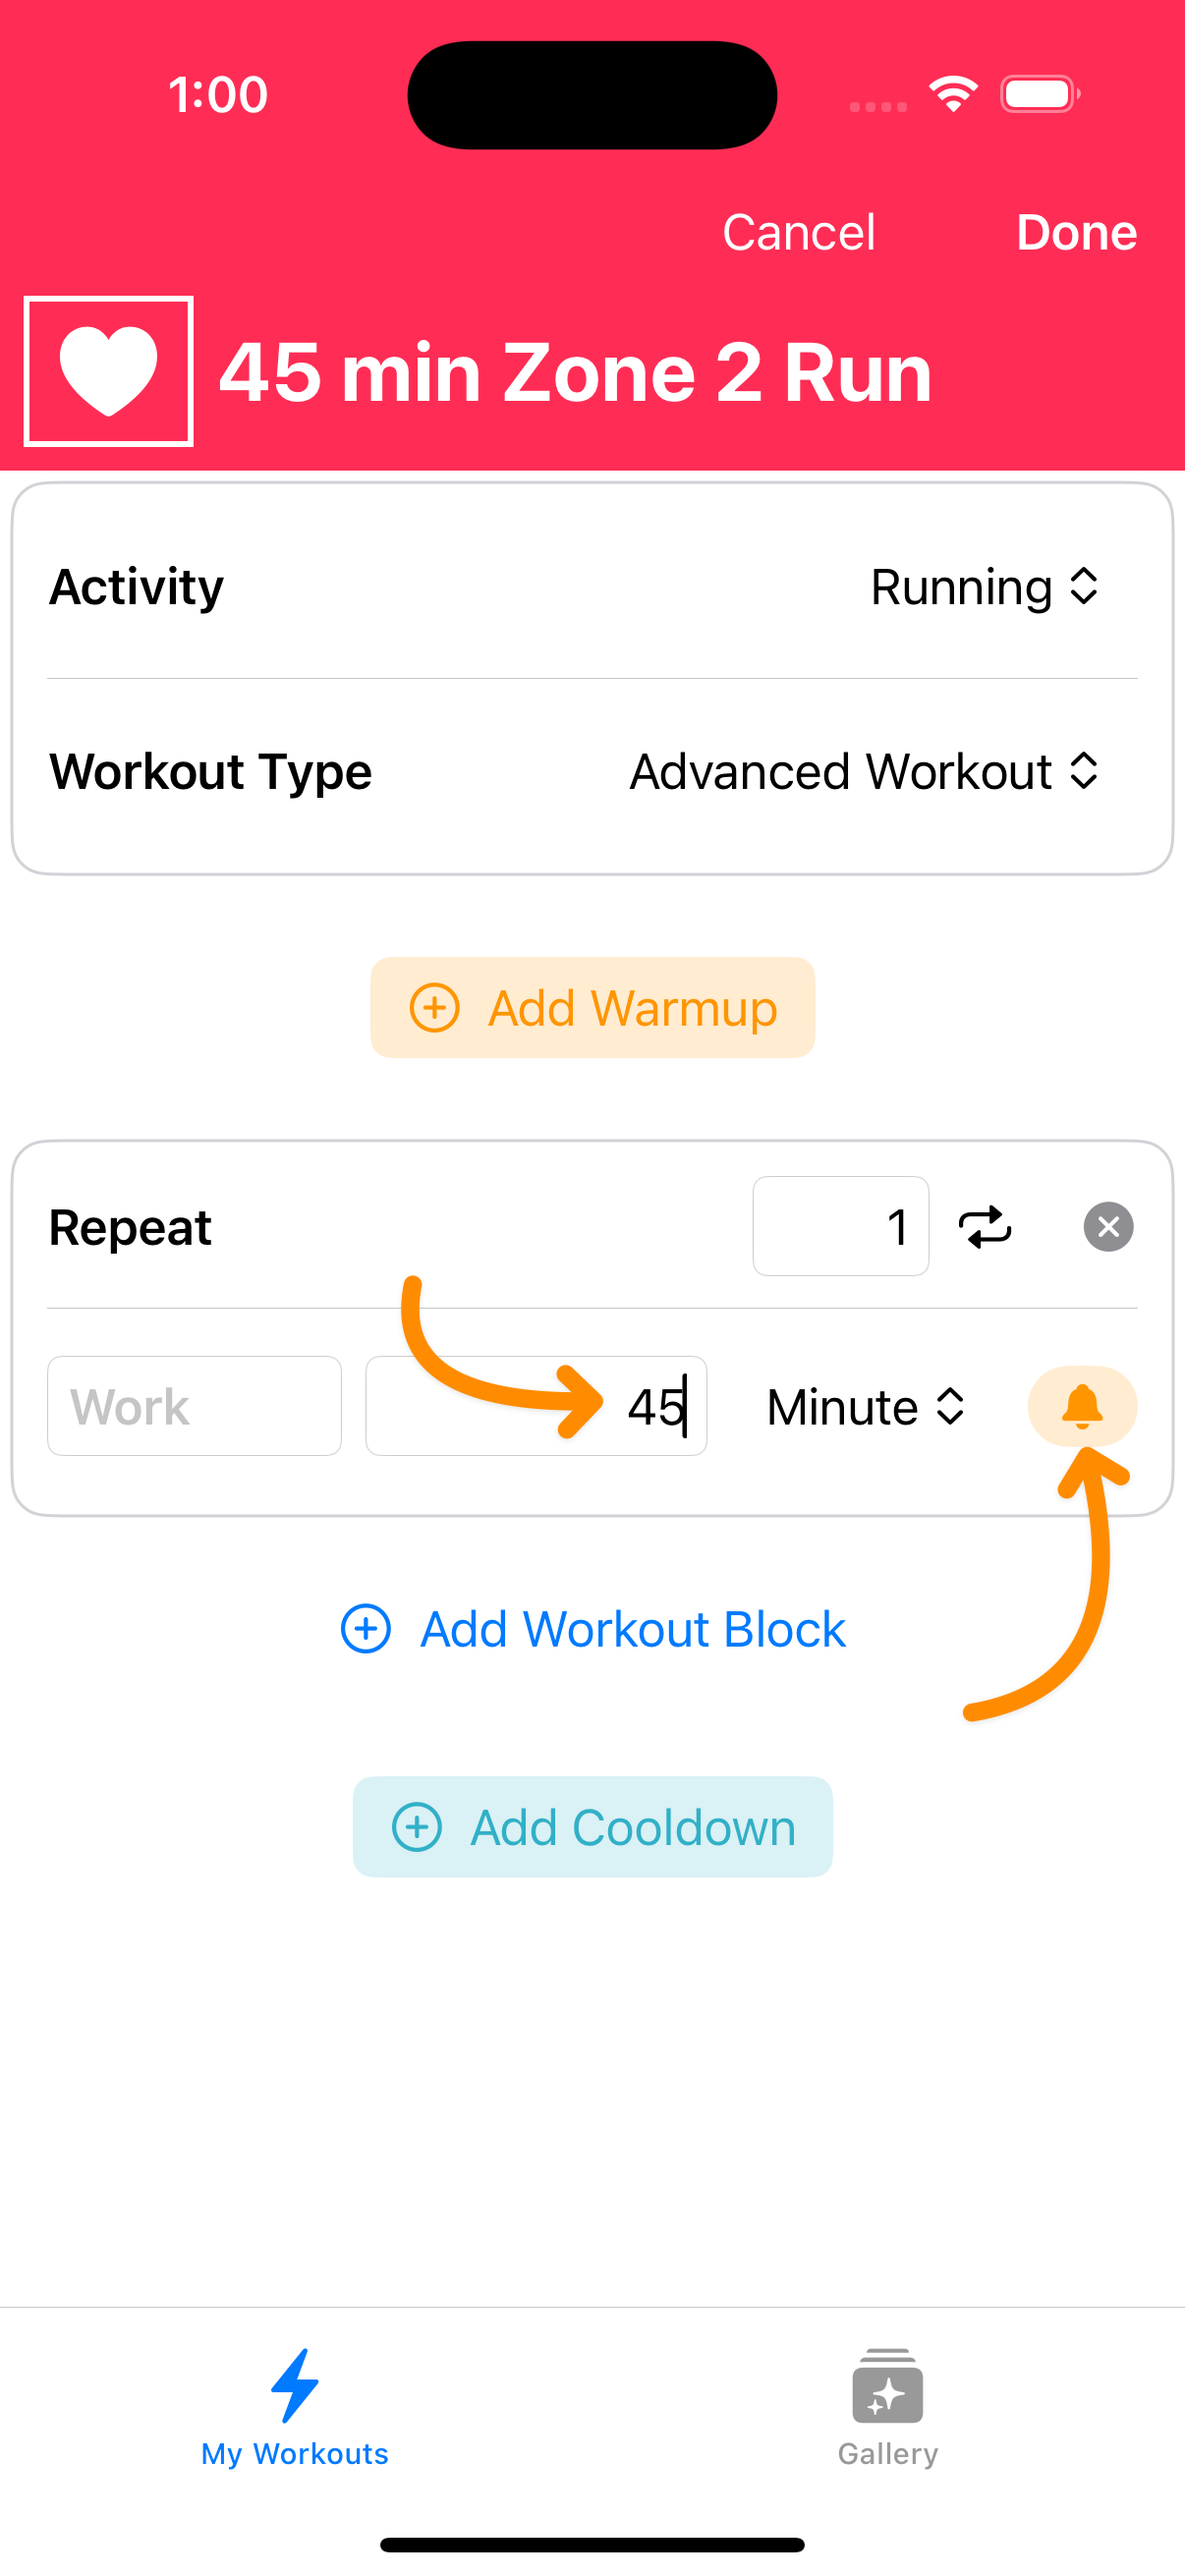 1:00
Cancel
Done
45 min Zone 2 Run
Activity
Running
Workout Type
Advanced Workout
Add Warmup
Repeat
1
Work
45
Minute
Add Workout Block
Add Cooldown
My Workouts
Gallery